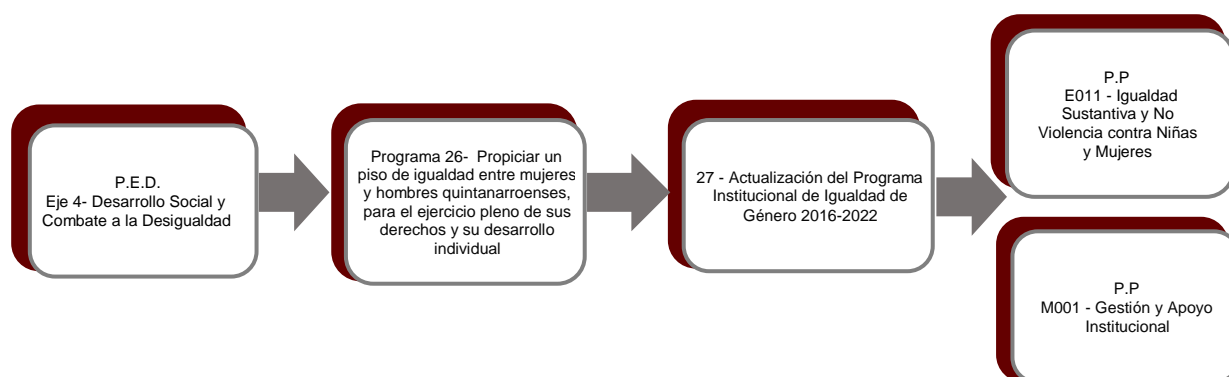 P.E.D.
Eje 4- Desarrollo Social y
Combate a la Desigualdad
Programa 26-  Propiciar un
piso de igualdad entre mujeres
y hombres quintanarroenses,
para el ejercicio pleno de sus
derechos y su desarrollo
individual
27 - Actualización del Programa
Institucional de Igualdad de
Género 2016-2022
P.P
E011 - Igualdad
Sustantiva y No
Violencia contra Niñas
y Mujeres
P.P
M001 - Gestión y Apoyo
Institucional